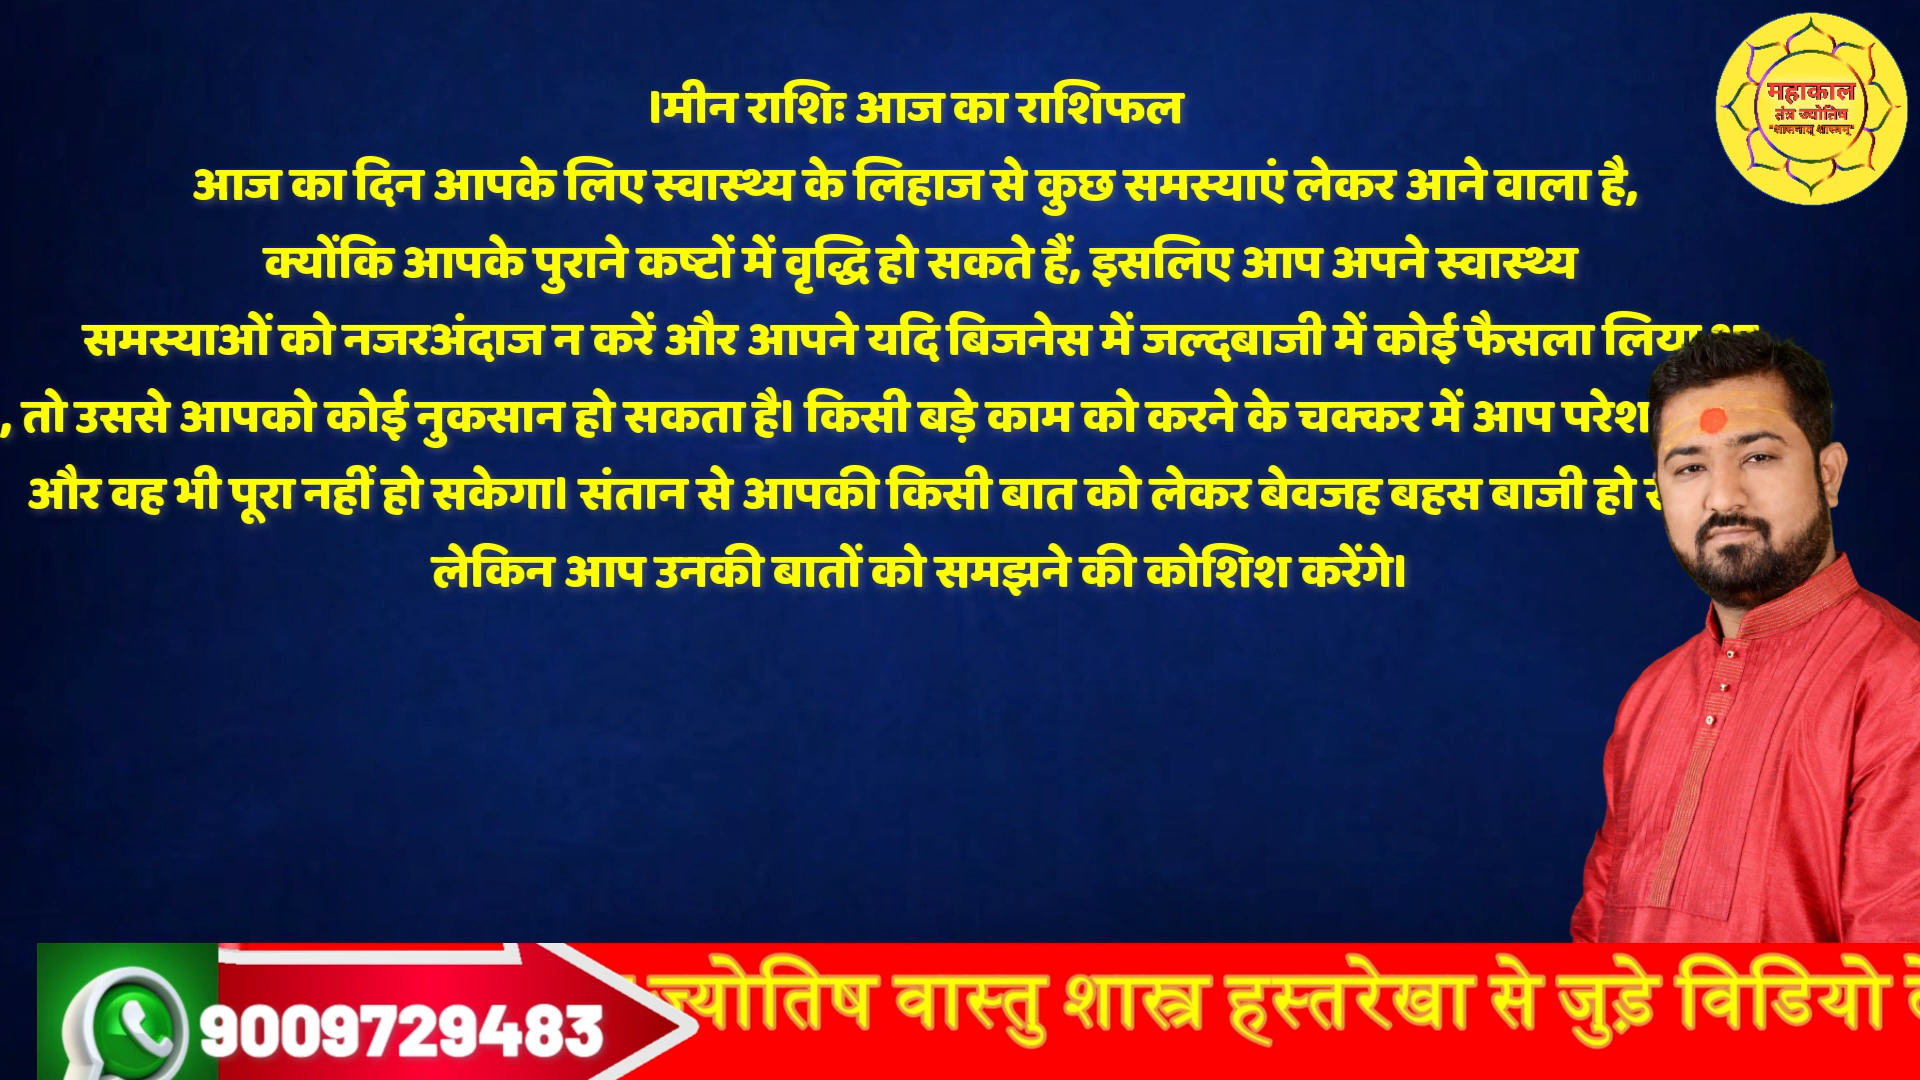 ।मीन राशिः आज का राशिफल
आज का दिन आपके लिए स्वास्थ्य के लिहाज से कुछ समस्याएं लेकर आने वाला है,
क्योंकि आपके पुराने कष्टों में वृद्धि हो सकते हैं, इसलिए आप अपने स्वास्थ्य
समस्याओं को नजरअंदाज न करें और आपने यदि बिजनेस में जल्दबाजी में कोई फैसला लिया
, तो उससे आपको कोई नुकसान हो सकता है। किसी बड़े काम को करने के चक्कर में आप
और वह भी पूरा नहीं हो सकेगा। संतान से आपकी किसी बात को लेकर बेवजह बहस बाजी हो
लेकिन आप उनकी बातों को समझने की कोशिश करेंगे।
महाकाल
तंत्र ज्योतिष
9009729483
ज्योतिष वास्तु शास्त्र हस्तरेखा से जुड़े विडियो